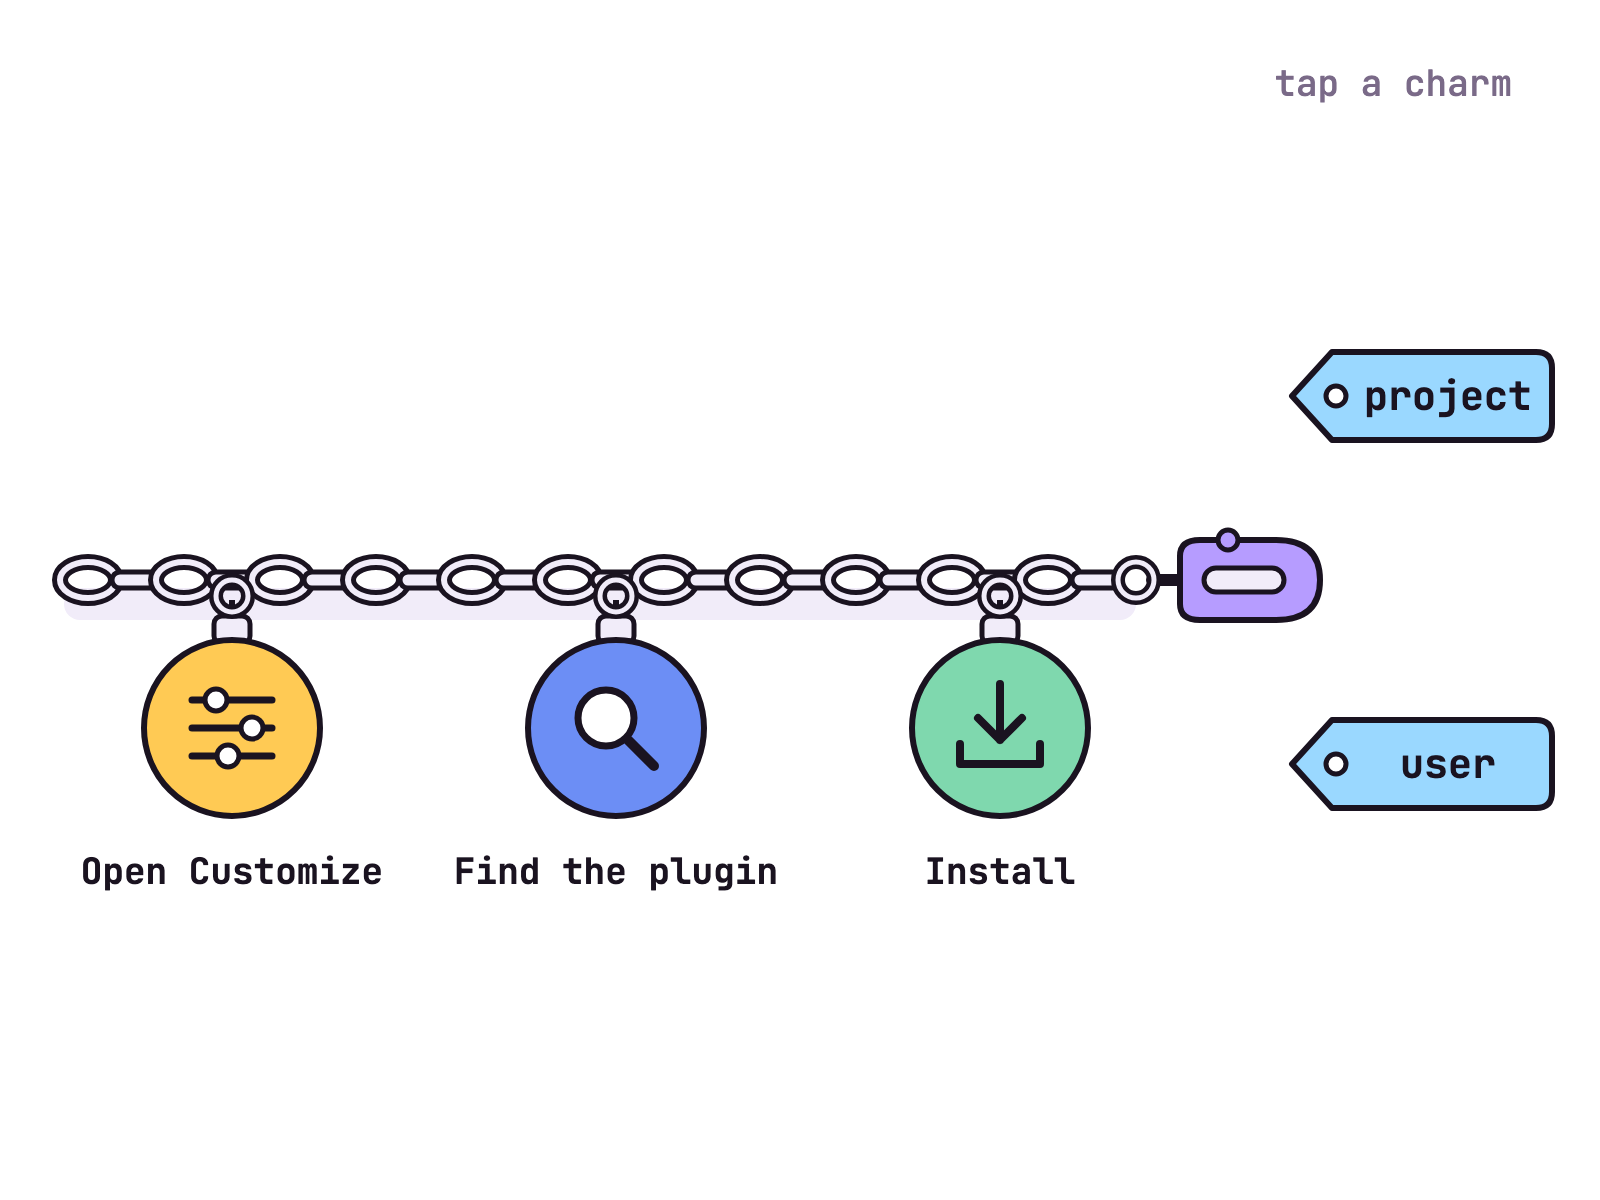 tap a charm
project
user
Open Customize
Find the plugin
Install